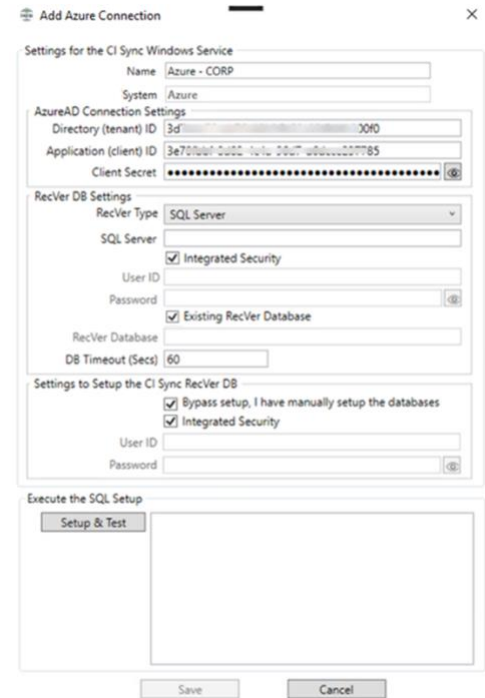 Add Azure Connection
Settings for the CI Sync Windows Service
Name Azure - CORP
System Azure
AzureAD Connection Settings
Directory (tenant) ID 3d 00f0
Application (client) ID
Client Secret ••••••••••••••••••••••••••••••••••••••••
RecVer DB Settings
RecVer Type SQL Server
SQL Server
Integrated Security
User ID
Password
Existing RecVer Database
RecVer Database
DB Timeout (Secs) 60
Settings to Setup the CI Sync RecVer DB
Bypass setup, I have manually setup the databases
Integrated Security
User ID
Password
Execute the SQL Setup
Setup & Test
Save Cancel